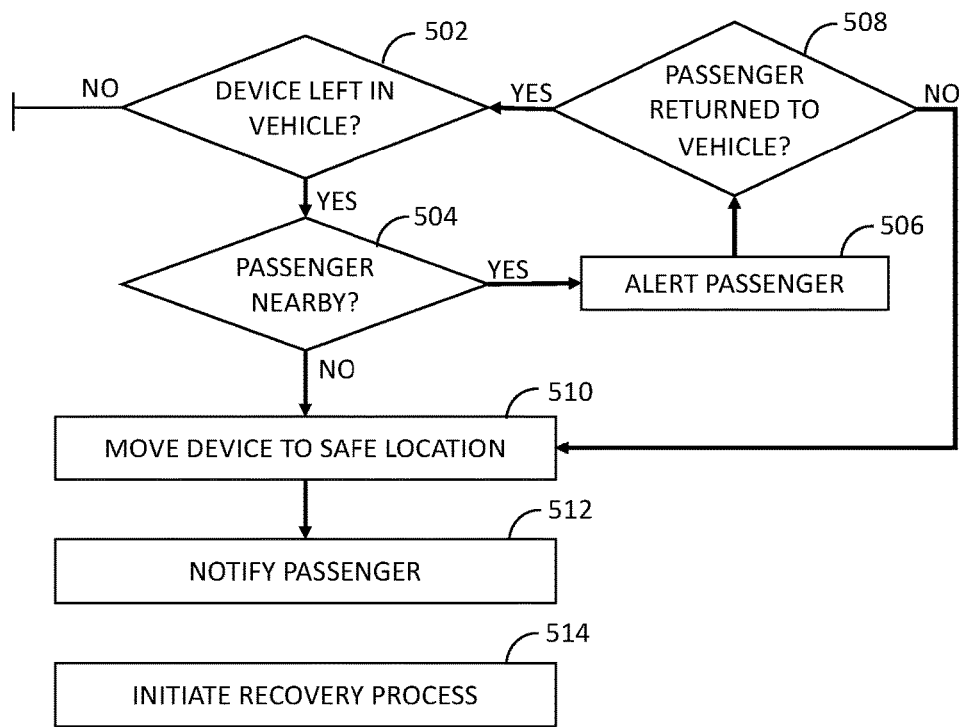 502
DEVICE LEFT IN
VEHICLE?
NO
YES
508
PASSENGER
RETURNED TO
VEHICLE?
YES
NO
504
PASSENGER
NEARBY?
YES
NO
506
ALERT PASSENGER
510
MOVE DEVICE TO SAFE LOCATION
512
NOTIFY PASSENGER
514
INITIATE RECOVERY PROCESS